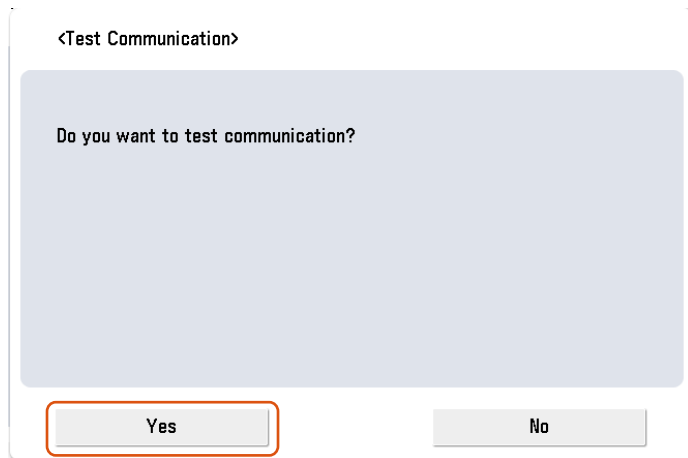 <Test Communication>
Do you want to test communication?
Yes
No